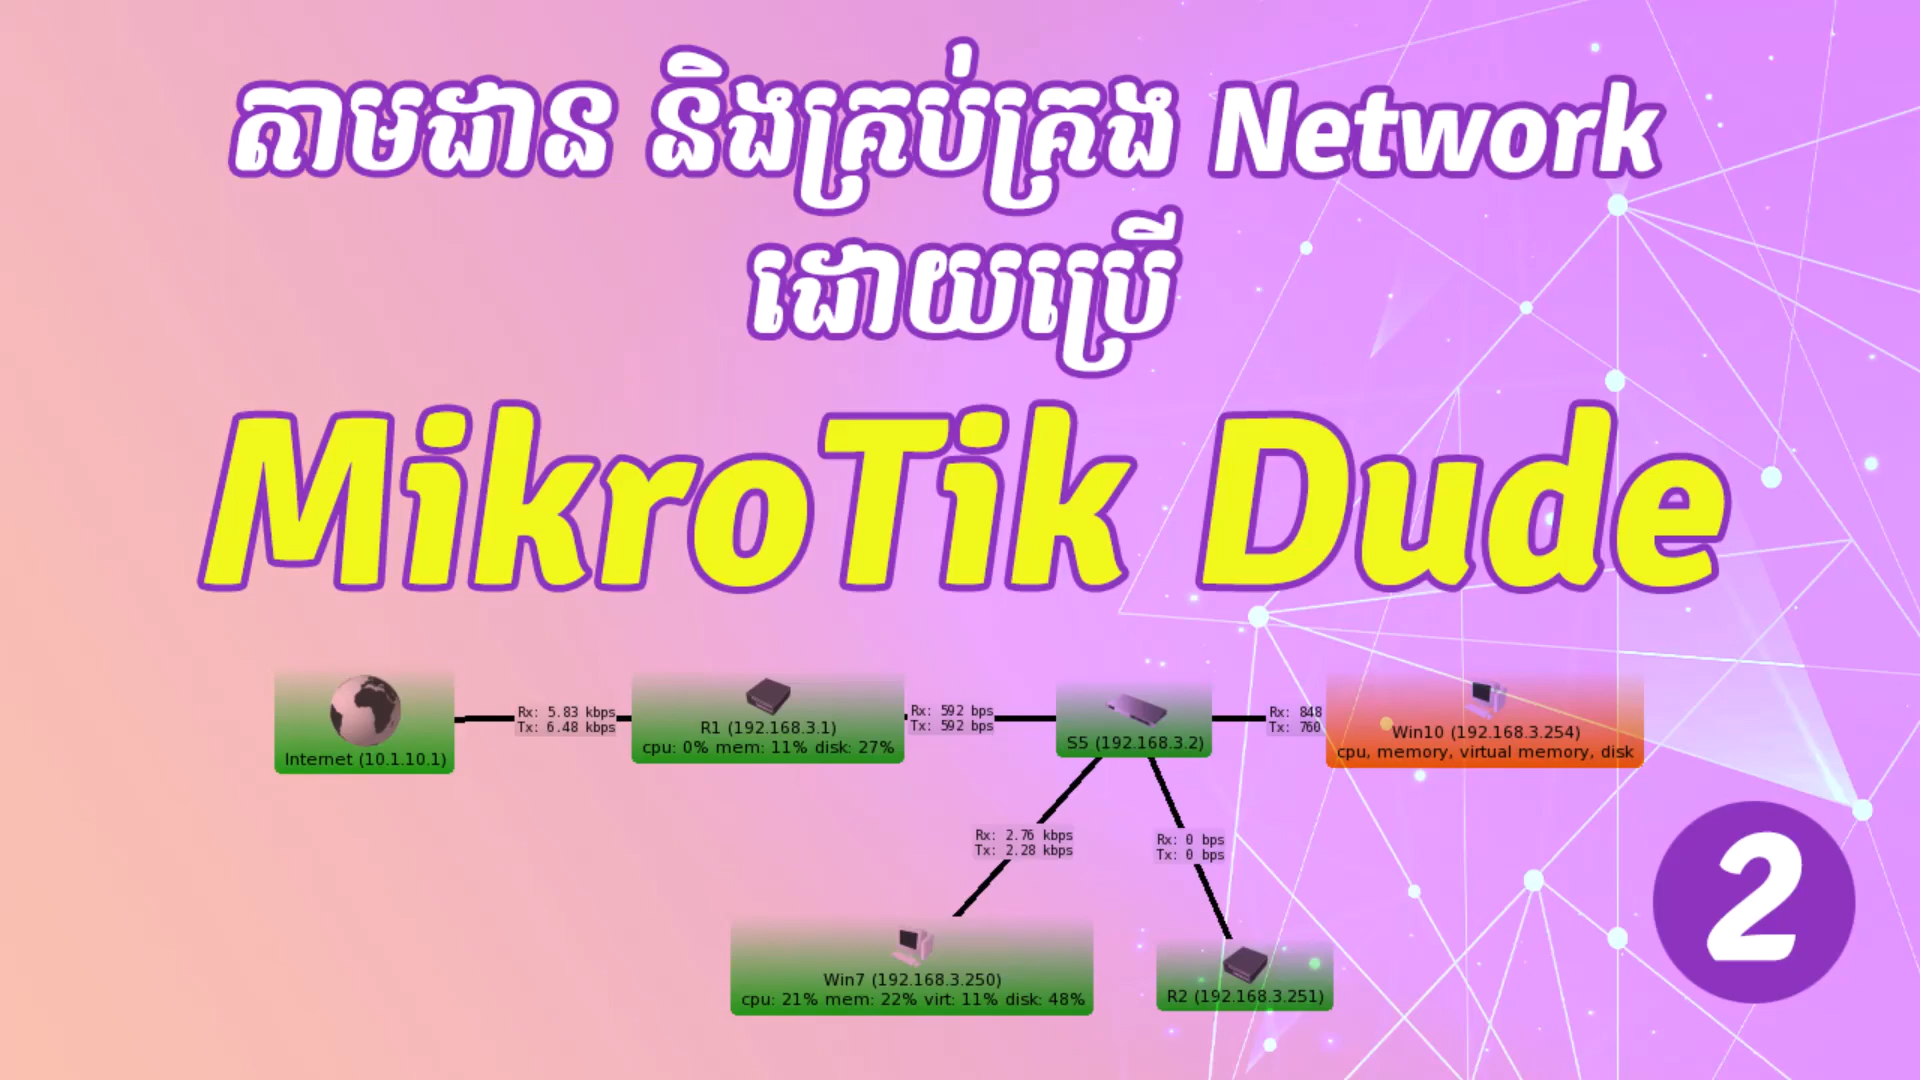 តាមដាន និងគ្រប់គ្រង Network
ដោយប្រើ
MikroTik Dude
Internet (10.1.10.1)
Rx: 5.83 kbps
Tx: 6.48 kbps
R1 (192.168.3.1)
cpu: 0% mem: 11% disk: 27%
Rx: 592 bps
Tx: 592 bps
S5 (192.168.3.2)
Rx: 848
Tx: 760
Win10 (192.168.3.254)
cpu, memory, virtual memory, disk
Rx: 2.76 kbps
Tx: 2.28 kbps
Rx: 0 bps
Tx: 0 bps
Win7 (192.168.3.250)
cpu: 21% mem: 22% virt: 11% disk: 48%
R2 (192.168.3.251)
2